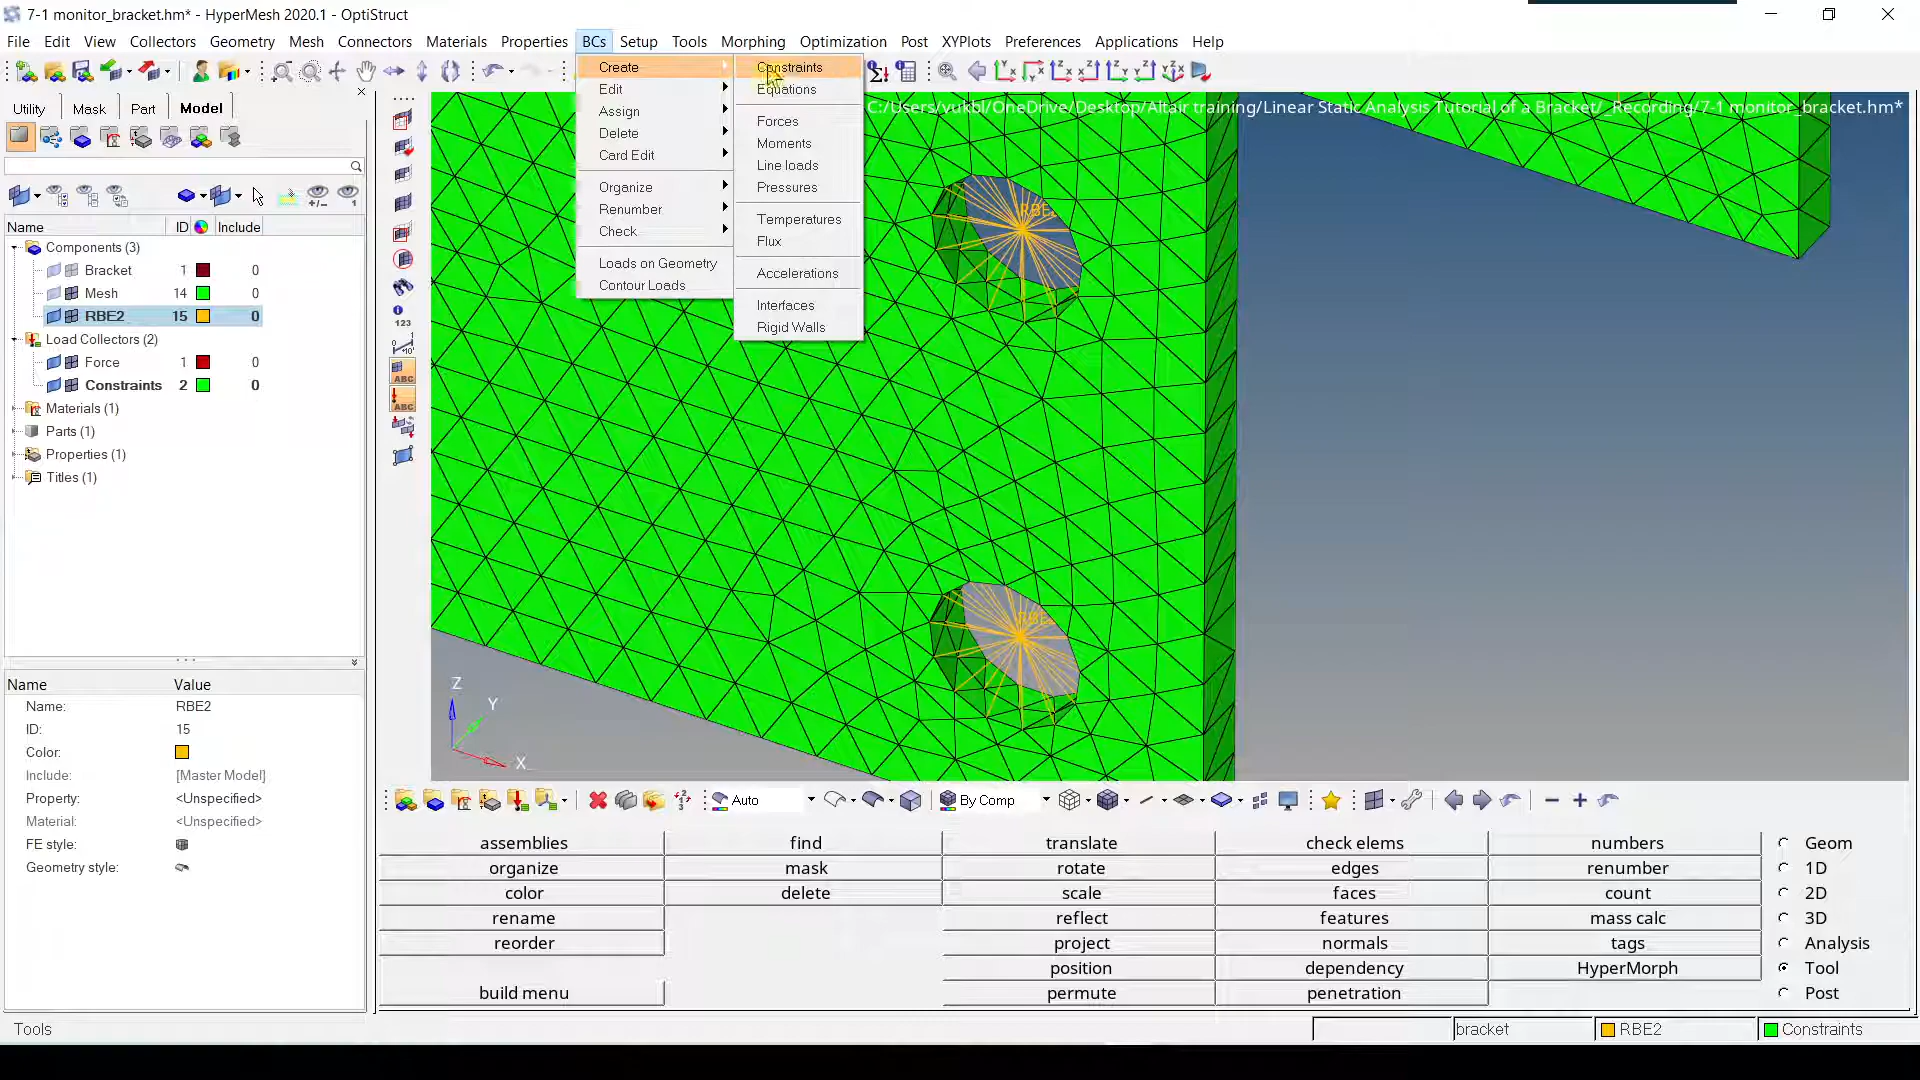 7-1 monitor_bracket.hm* - HyperMesh 2020.1 - OptiStruct
File Edit View Collectors Geometry Mesh Connectors Materials Properties BCs Setup Tools Morphing Optimization Post XYPlots Preferences Applications Help
Create
Edit
Assign
Delete
Card Edit
Organize
Renumber
Check
Loads on Geometry
Contour Loads
Constraints
Equations
Forces
Moments
Line loads
Pressures
Temperatures
Flux
Accelerations
Interfaces
Rigid Walls
C:/Users/vukbl/OneDrive/Desktop/Altair training/Linear Static Analysis Tutorial of a Bracket/_Recording/7-1 monitor_bracket.hm*
Utility Mask Part Model
Name ID Include
Components (3)
Bracket 1 0
Mesh 14 0
RBE2 15 0
Load Collectors (2)
Force 1 0
Constraints 2 0
Materials (1)
Parts (1)
Properties (1)
Titles (1)
123
ABC
ABC
Z
Y
X
Name Value
Name: RBE2
ID: 15
Color:
Include: [Master Model]
Property: <Unspecified>
Material: <Unspecified>
FE style:
Geometry style:
Auto By Comp
assemblies find translate check elems numbers Geom
organize mask rotate edges renumber 1D
color delete scale faces count 2D
rename reflect features mass calc 3D
reorder project normals tags Analysis
position dependency HyperMorph Tool
build menu permute penetration Post
Tools bracket RBE2 Constraints